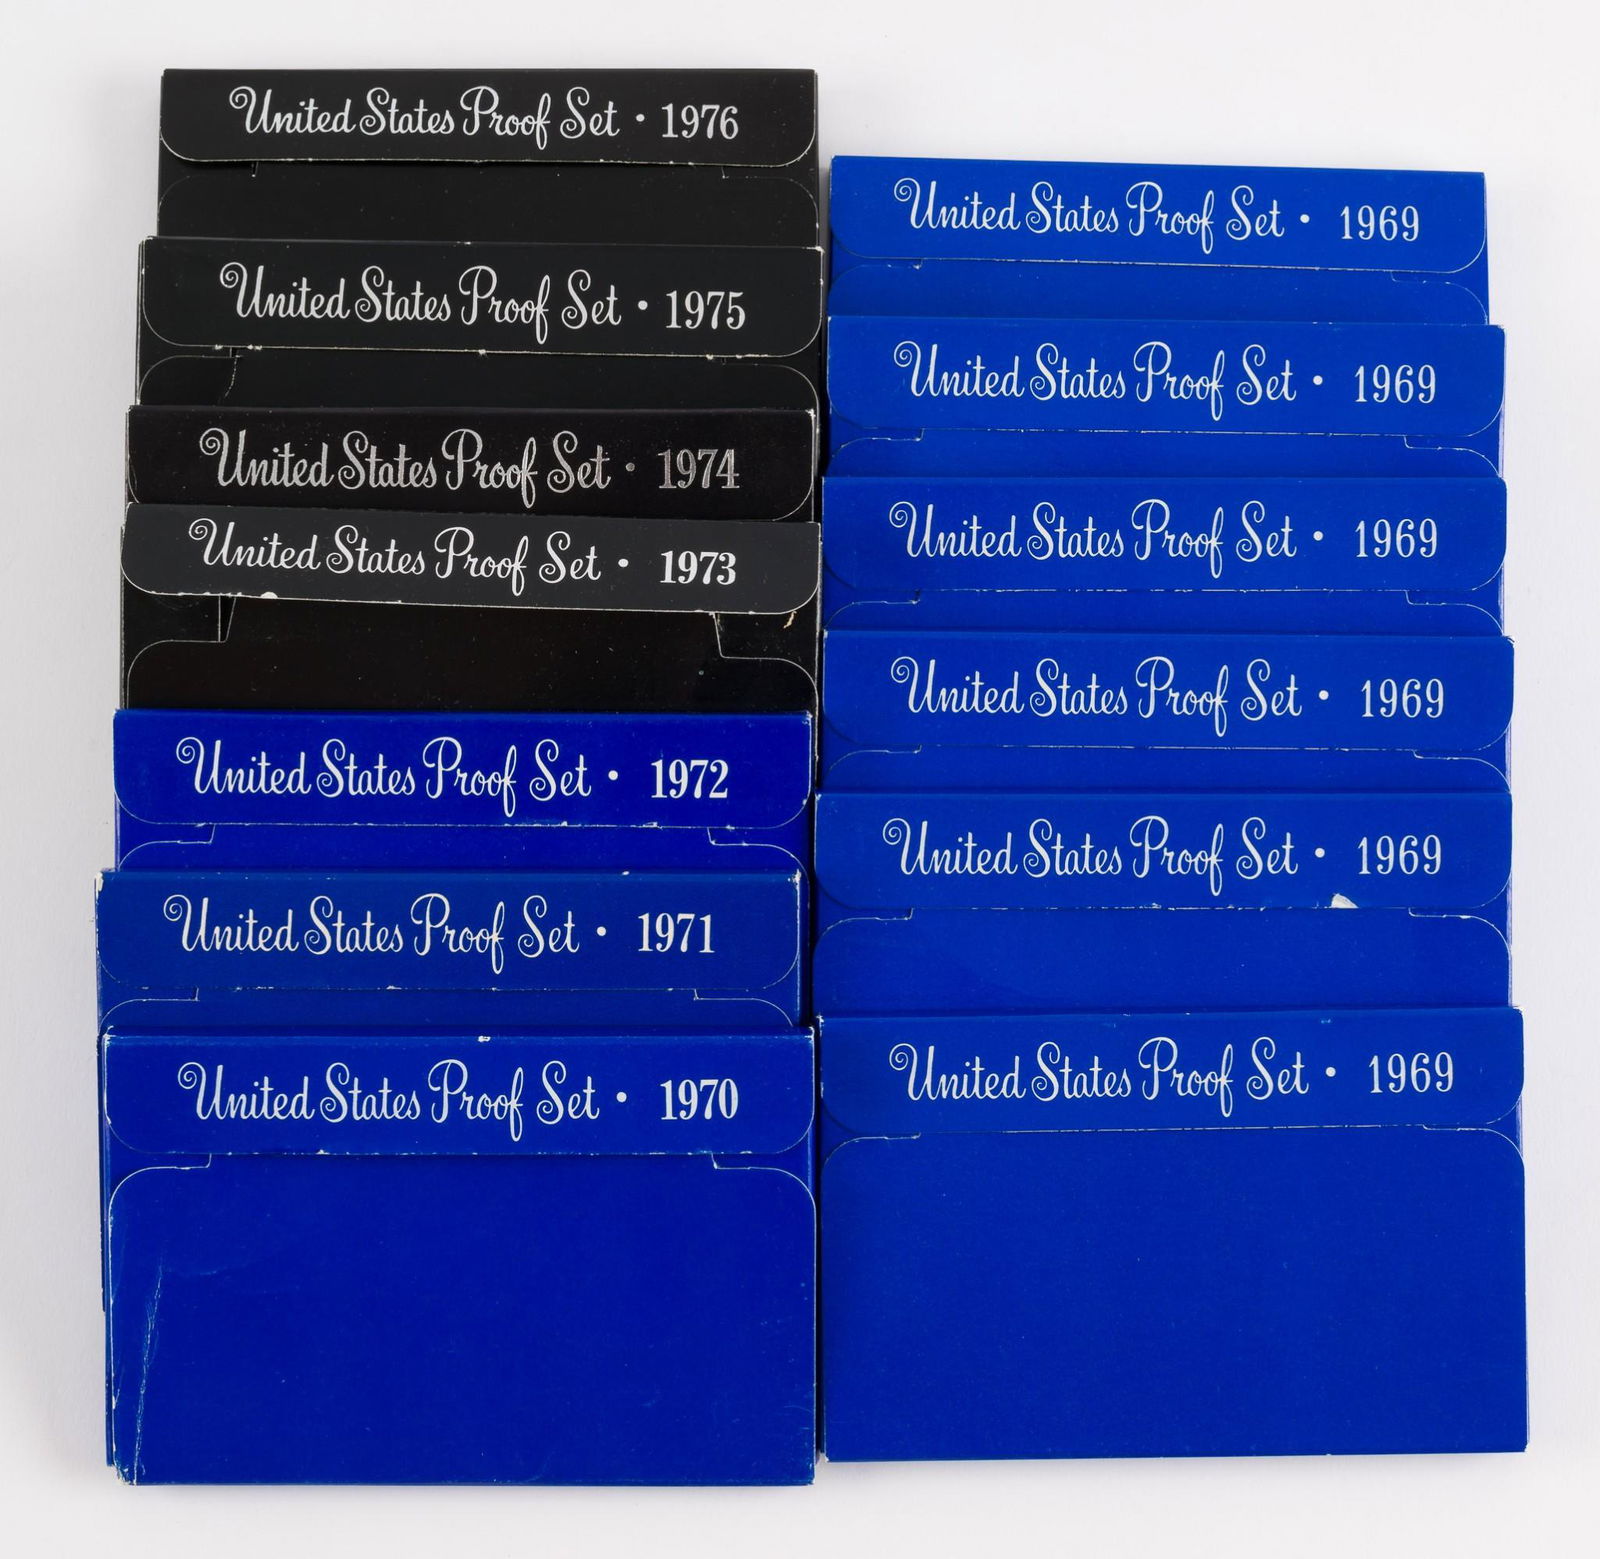 United States Proof Set · 1976
United States Proof Set · 1975
United States Proof Set · 1974
United States Proof Set · 1973
United States Proof Set · 1972
United States Proof Set · 1971
United States Proof Set · 1970
United States Proof Set · 1969
United States Proof Set · 1969
United States Proof Set · 1969
United States Proof Set · 1969
United States Proof Set · 1969
United States Proof Set · 1969